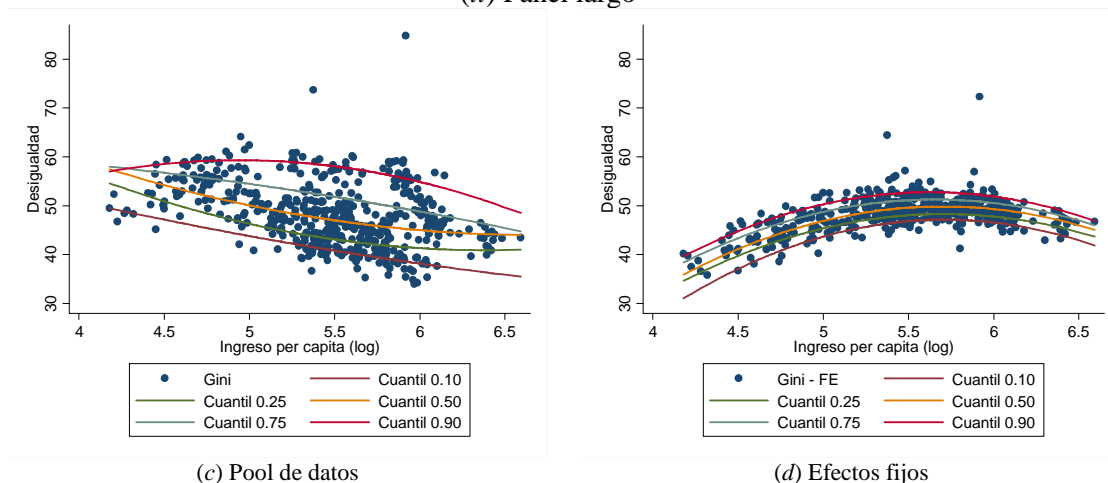 (a) Panel largo
Desigualdad
80
70
60
50
40
30
4
4.5
5
5.5
6
6.5
Ingreso per capita (log)
Gini
Cuantil 0.10
Cuantil 0.25
Cuantil 0.50
Cuantil 0.75
Cuantil 0.90
(c) Pool de datos
Desigualdad
80
70
60
50
40
30
4
4.5
5
5.5
6
6.5
Ingreso per capita (log)
Gini - FE
Cuantil 0.10
Cuantil 0.25
Cuantil 0.50
Cuantil 0.75
Cuantil 0.90
(d) Efectos fijos